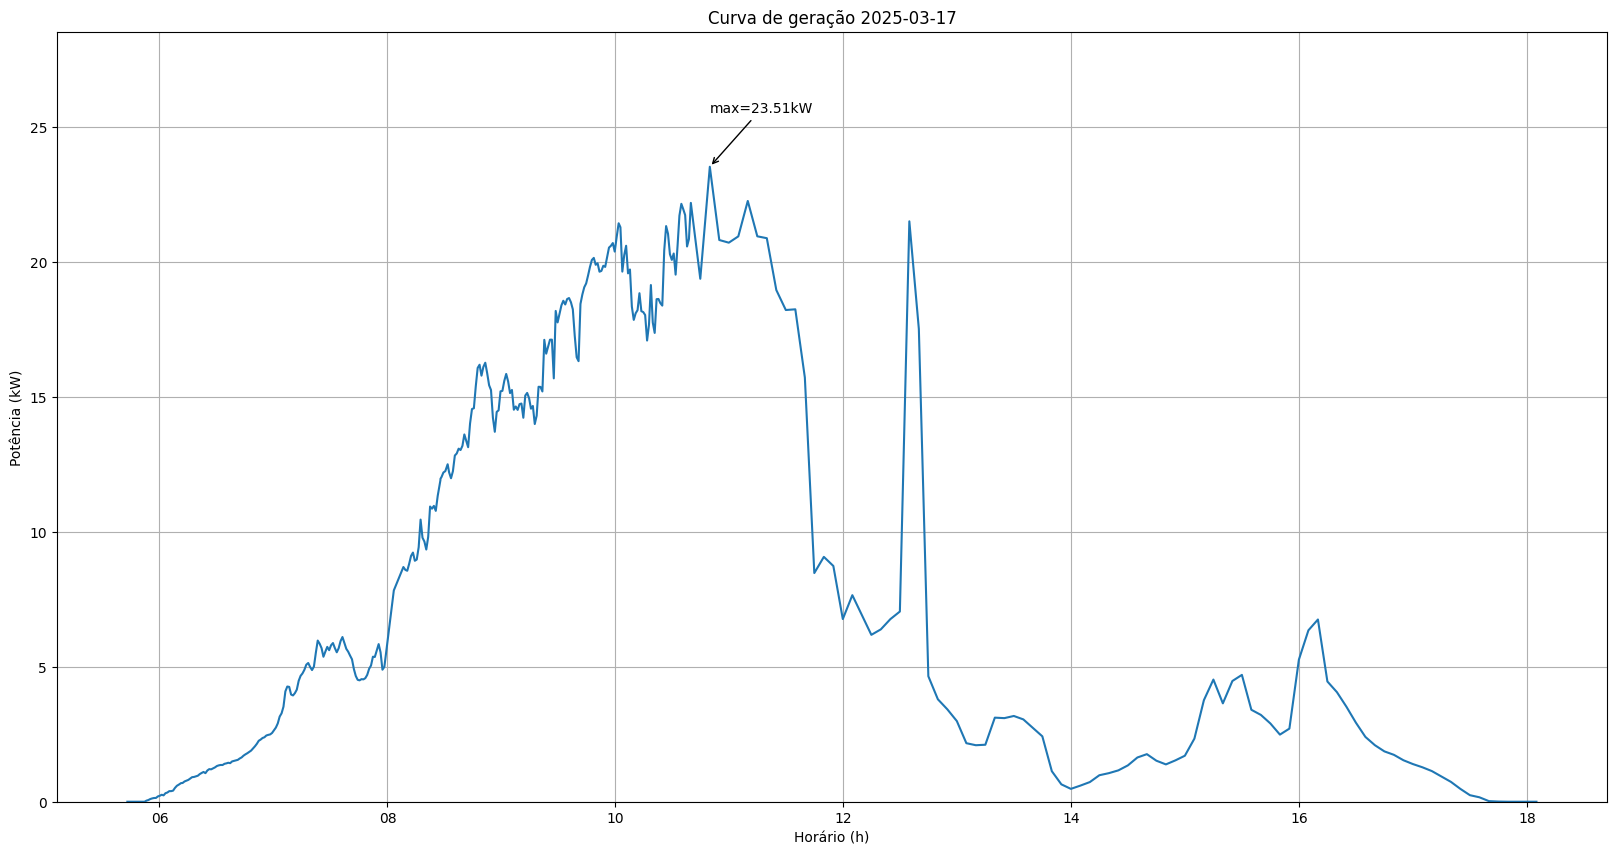 Curva de geração 2025-03-17
max=23.51kW
25
20
15
10
5
0
Potência (kW)
06 08 10 12 14 16 18
Horário (h)